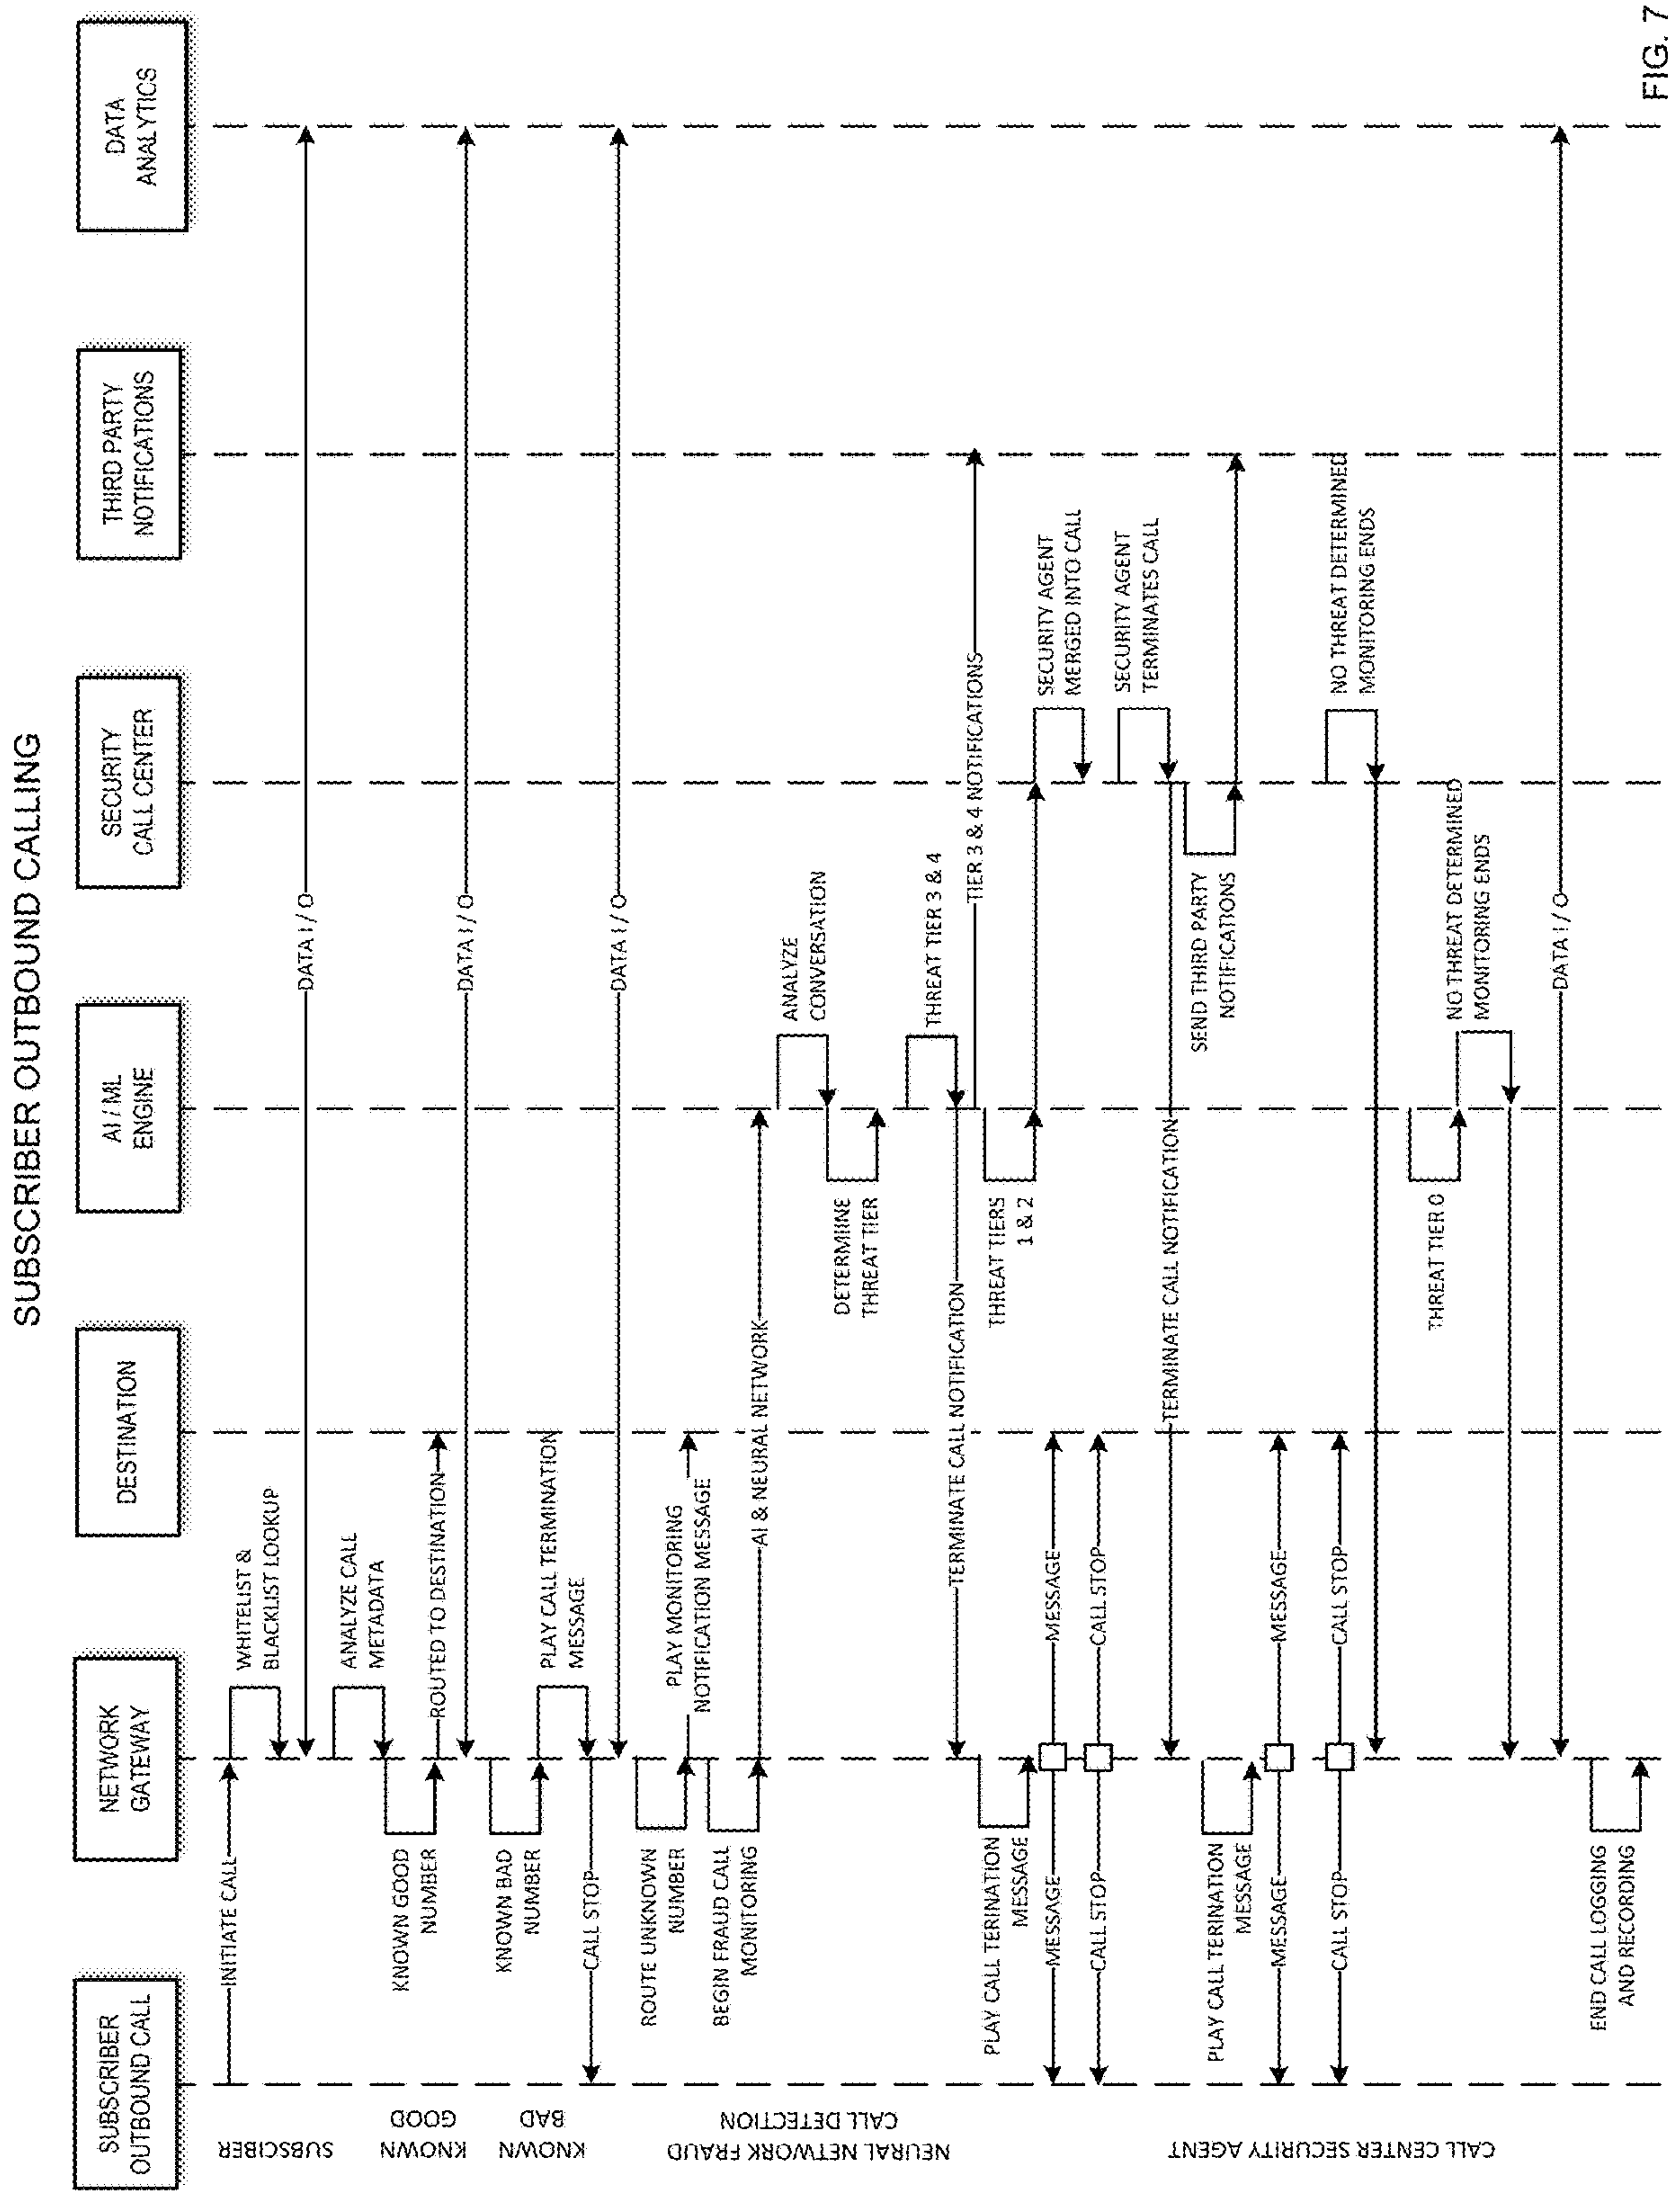 SUBSCRIBER OUTBOUND CALLING
SUBSCRIBER
OUTBOUND CALL
NETWORK
GATEWAY
DESTINATION
AI / ML
ENGINE
SECURITY
CALL CENTER
THIRD PARTY
NOTIFICATIONS
DATA
ANALYTICS
SUBSCIBER
INITIATE CALL
WHITELIST &
BLACKLIST LOOKUP
DATA I / O
ANALYZE CALL
METADATA
KNOWN
GOOD
KNOWN GOOD
NUMBER
ROUTED TO DESTINATION
DATA I / O
KNOWN
BAD
KNOWN BAD
NUMBER
PLAY CALL TERMINATION
MESSAGE
CALL STOP
DATA I / O
NEURAL NETWORK FRAUD
CALL DETECTION
ROUTE UNKNOWN
NUMBER
PLAY MONITORING
NOTIFICATION MESSAGE
BEGIN FRAUD CALL
MONITORING
AI & NEURAL NETWORK
ANALYZE
CONVERSATION
DETERMIINE
THREAT TIER
THREAT TIER 3 & 4
TERMINATE CALL NOTIFICATION
TIER 3 & 4 NOTIFICATIONS
PLAY CALL TERINATION
MESSAGE
THREAT TIERS
1 & 2
SECURITY AGENT
MERGED INTO CALL
MESSAGE
MESSAGE
CALL STOP
CALL STOP
CALL CENTER SECURITY AGENT
SECURITY AGENT
TERMINATES CALL
TERMINATE CALL NOTIFICATION
SEND THIRD PARTY
NOTIFICATIONS
PLAY CALL TERINATION
MESSAGE
MESSAGE
MESSAGE
CALL STOP
CALL STOP
NO THREAT DETERMINED
MONITORING ENDS
THREAT TIER 0
NO THREAT DETERMINED
MONITORING ENDS
DATA I / O
END CALL LOGGING
AND RECORDING
FIG. 7